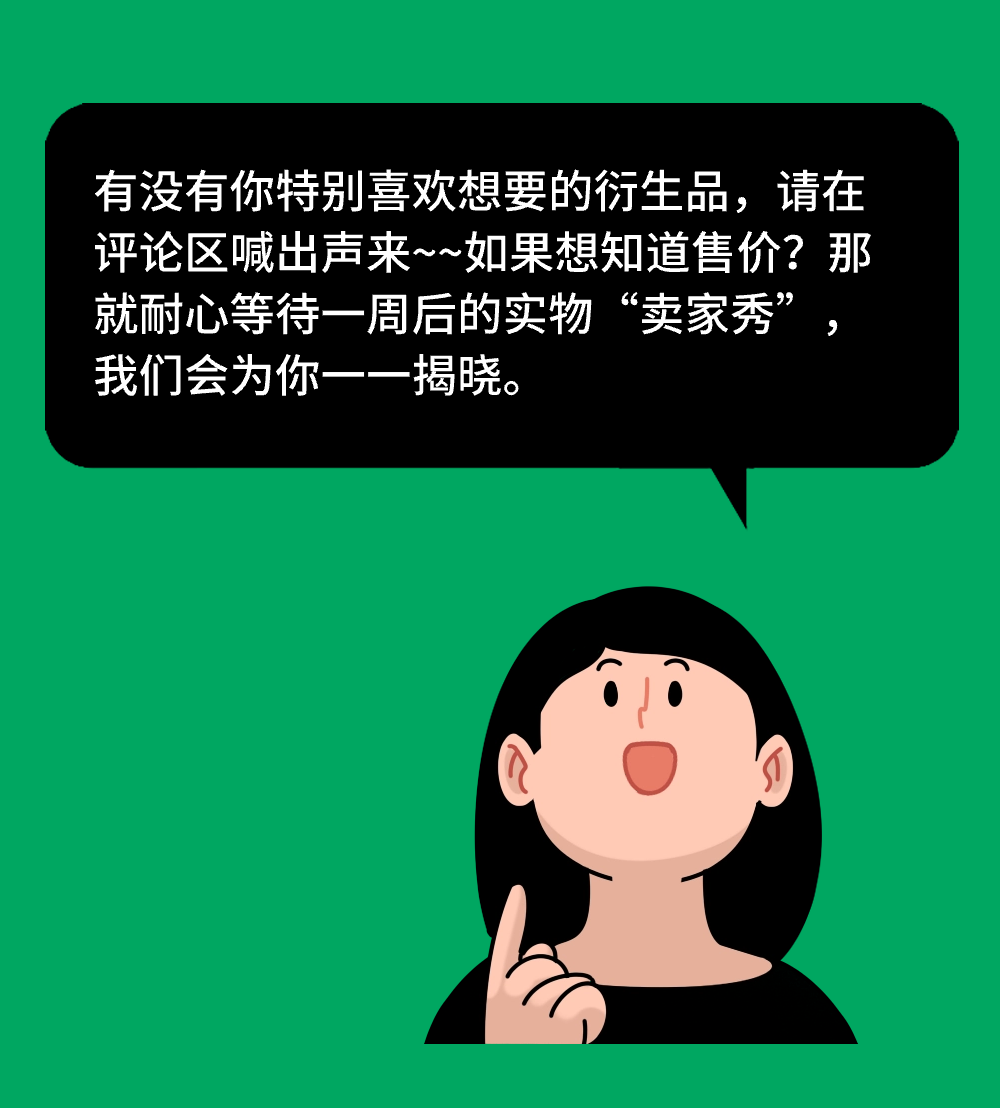 有没有你特别喜欢想要的衍生品，请在
评论区喊出声来~~如果想知道售价？那
就耐心等待一周后的实物“卖家秀”，
我们会为你一一揭晓。